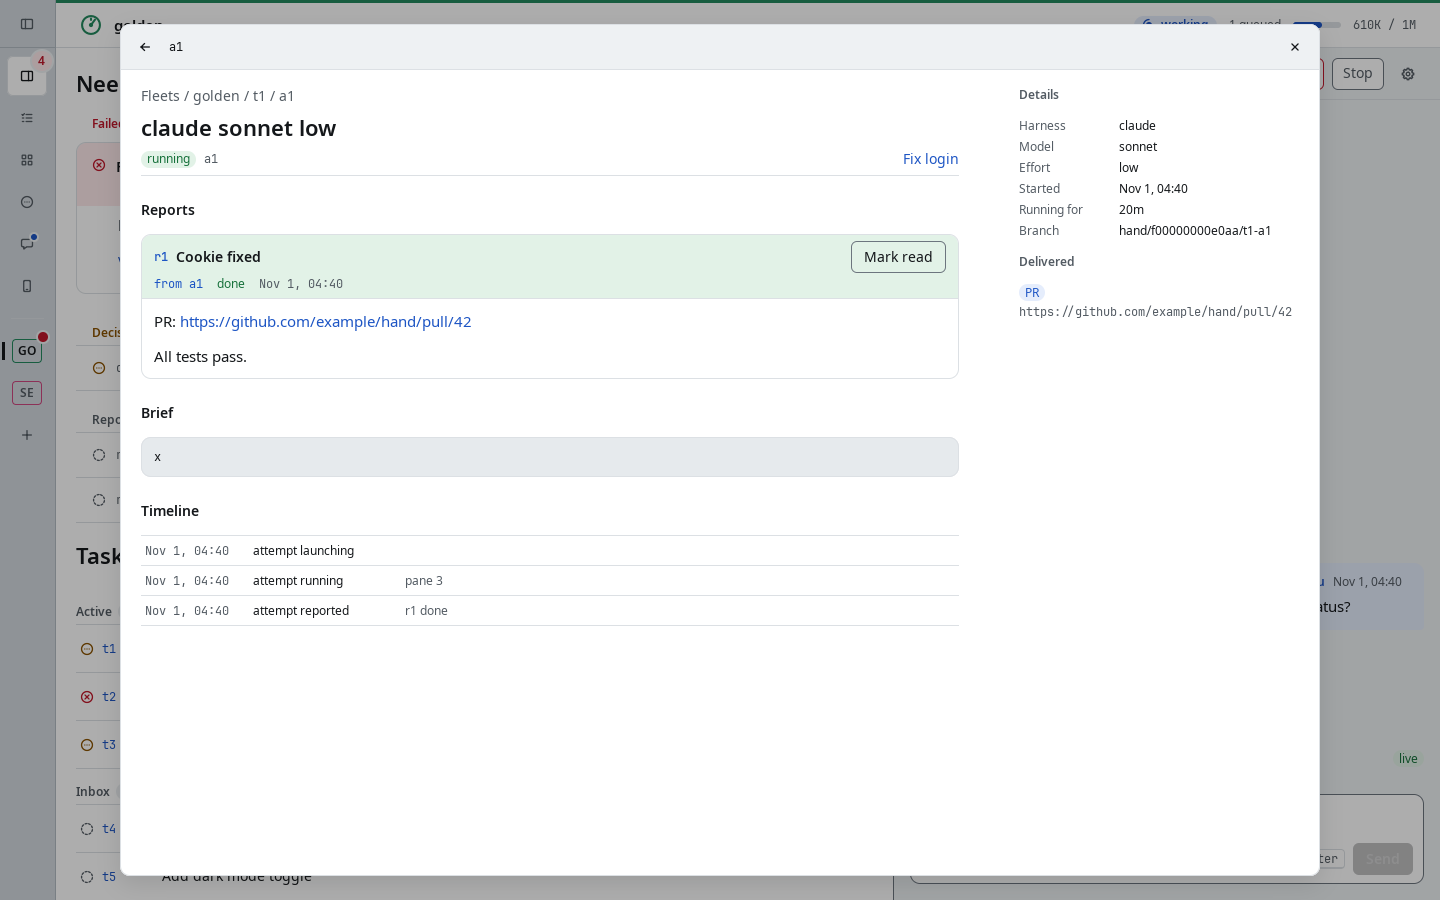 golden
working
1 queued
610K / 1M
4
a1
Stop
Fleets / golden / t1 / a1
claude sonnet low
running
a1
Fix login
Reports
r1 Cookie fixed
Mark read
from a1 done Nov 1, 04:40
PR: https://github.com/example/hand/pull/42
All tests pass.
Brief
x
Timeline
Nov 1, 04:40 attempt launching
Nov 1, 04:40 attempt running pane 3
Nov 1, 04:40 attempt reported r1 done
Details
Harness claude
Model sonnet
Effort low
Started Nov 1, 04:40
Running for 20m
Branch hand/f00000000e0aa/t1-a1
Delivered
PR
https://github.com/example/hand/pull/42
GO
SE
Active
t1
t2
t3
Inbox
t4
t5 Add dark mode toggle
Nov 1, 04:40
live
Send